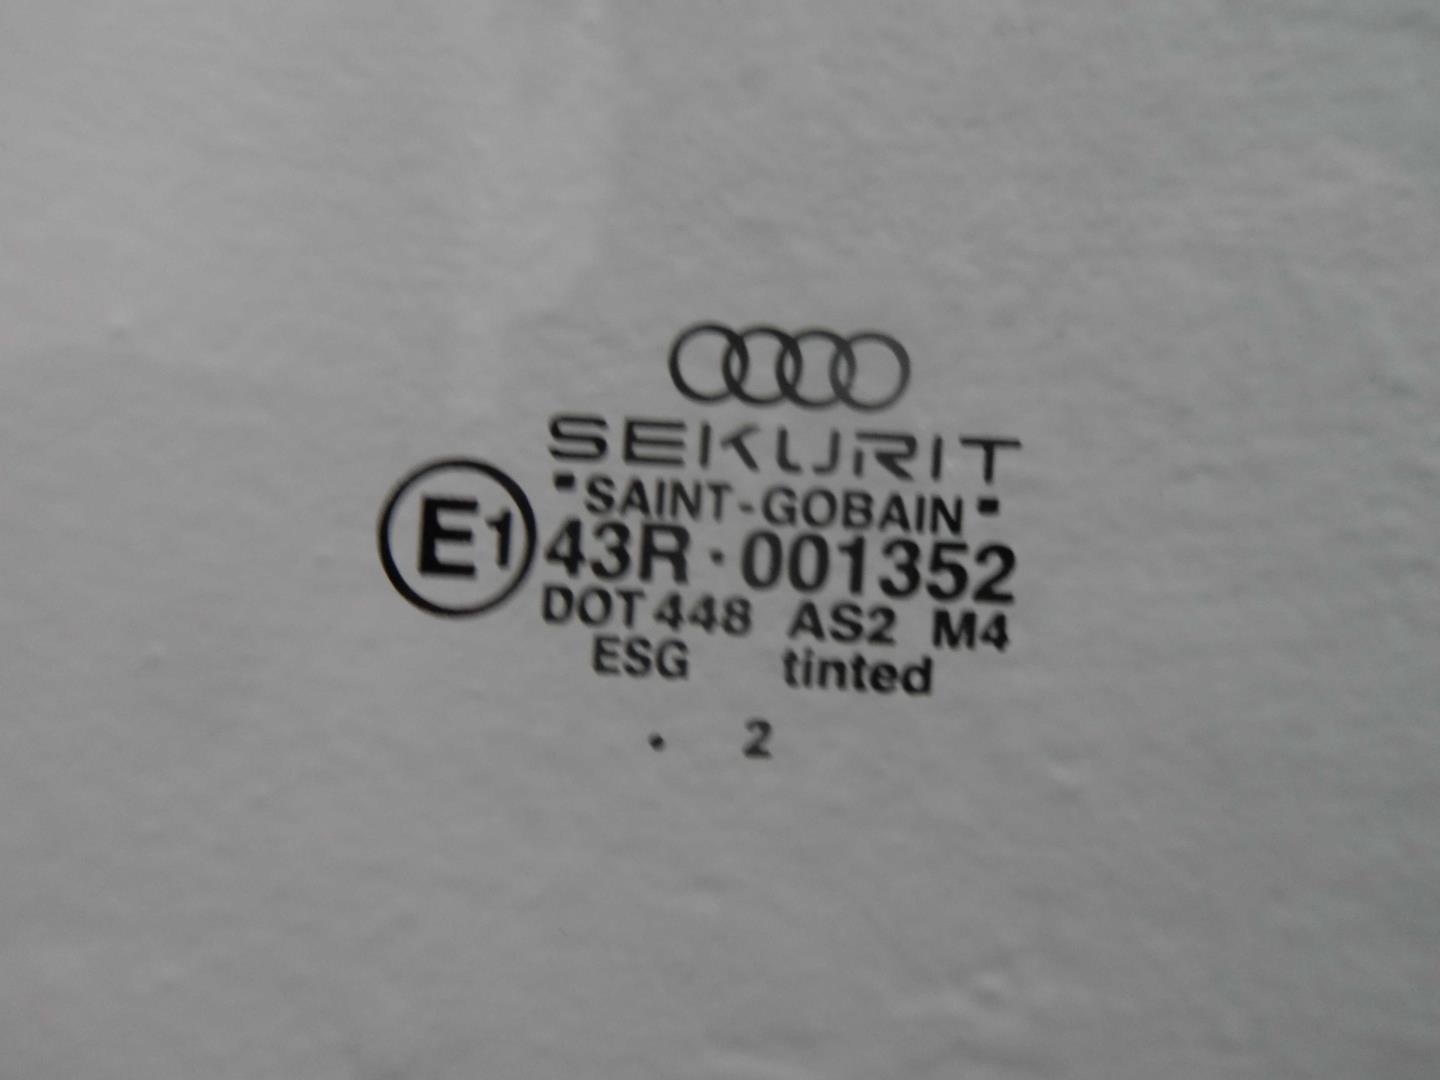 SEKURIT
"SAINT-GOBAIN"
E1 43R·001352
DOT 448 AS2 M4
ESG tinted
. 2